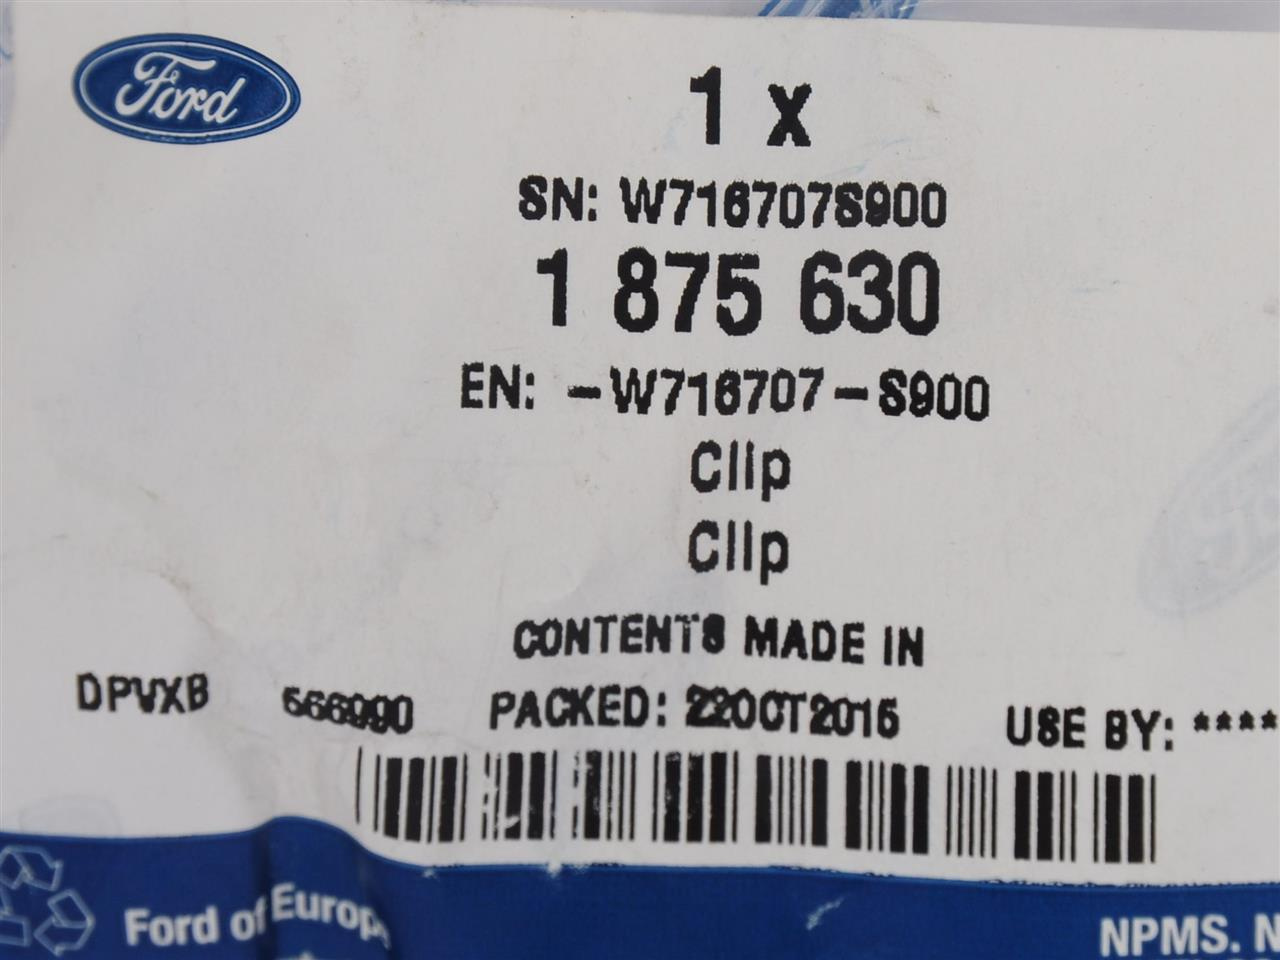 Ford
1 x
SN: W716707S900
1 875 630
EN: -W716707-S900
Clip
Clip
CONTENTS MADE IN
DPVXB 566990 PACKED: 22OCT2015 USE BY: ****
Ford of Europe
NPMS. N